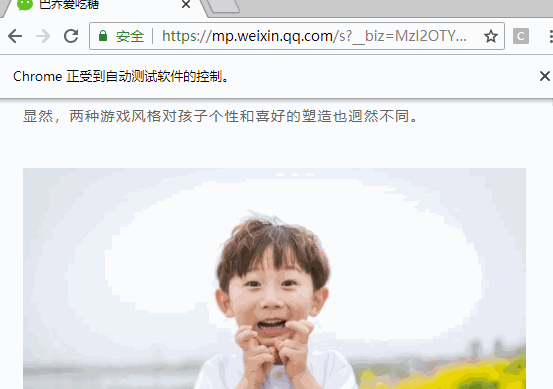 巴乔爱吃糖
安全 | https://mp.weixin.qq.com/s?__biz=MzI2OTY...
C
Chrome 正受到自动测试软件的控制。
显然，两种游戏风格对孩子个性和喜好的塑造也迥然不同。